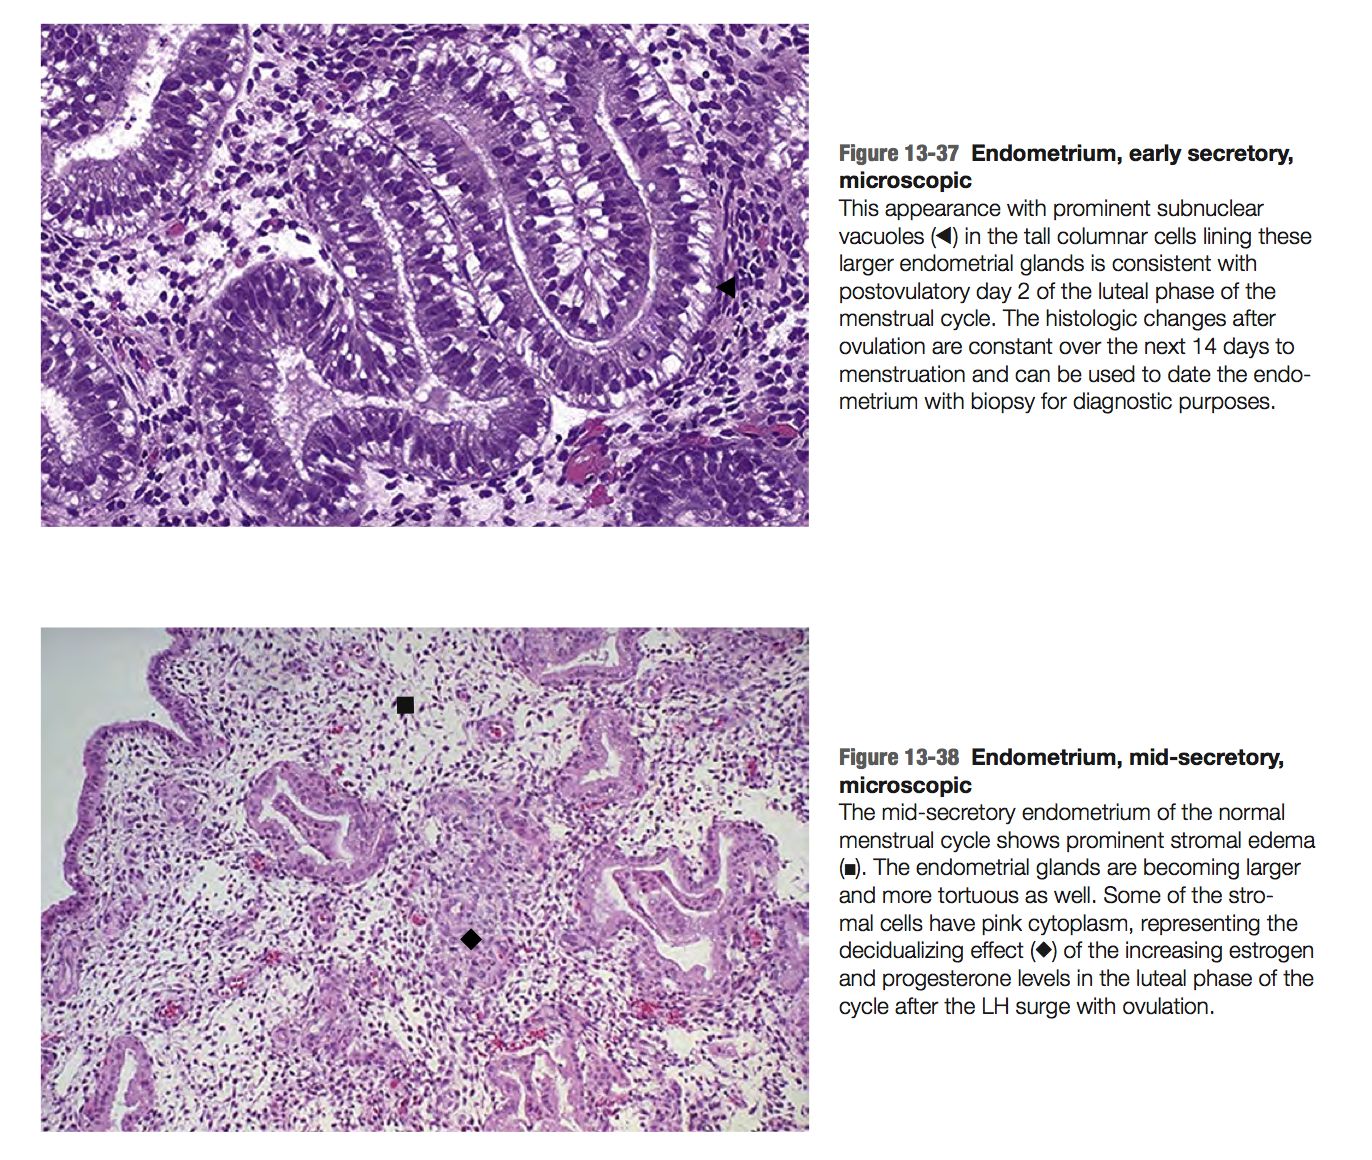 Figure 13-37 Endometrium, early secretory,
microscopic
This appearance with prominent subnuclear
vacuoles (◀) in the tall columnar cells lining these
larger endometrial glands is consistent with
postovulatory day 2 of the luteal phase of the
menstrual cycle. The histologic changes after
ovulation are constant over the next 14 days to
menstruation and can be used to date the endo-
metrium with biopsy for diagnostic purposes.
Figure 13-38 Endometrium, mid-secretory,
microscopic
The mid-secretory endometrium of the normal
menstrual cycle shows prominent stromal edema
(■). The endometrial glands are becoming larger
and more tortuous as well. Some of the stro-
mal cells have pink cytoplasm, representing the
decidualizing effect (◆) of the increasing estrogen
and progesterone levels in the luteal phase of the
cycle after the LH surge with ovulation.